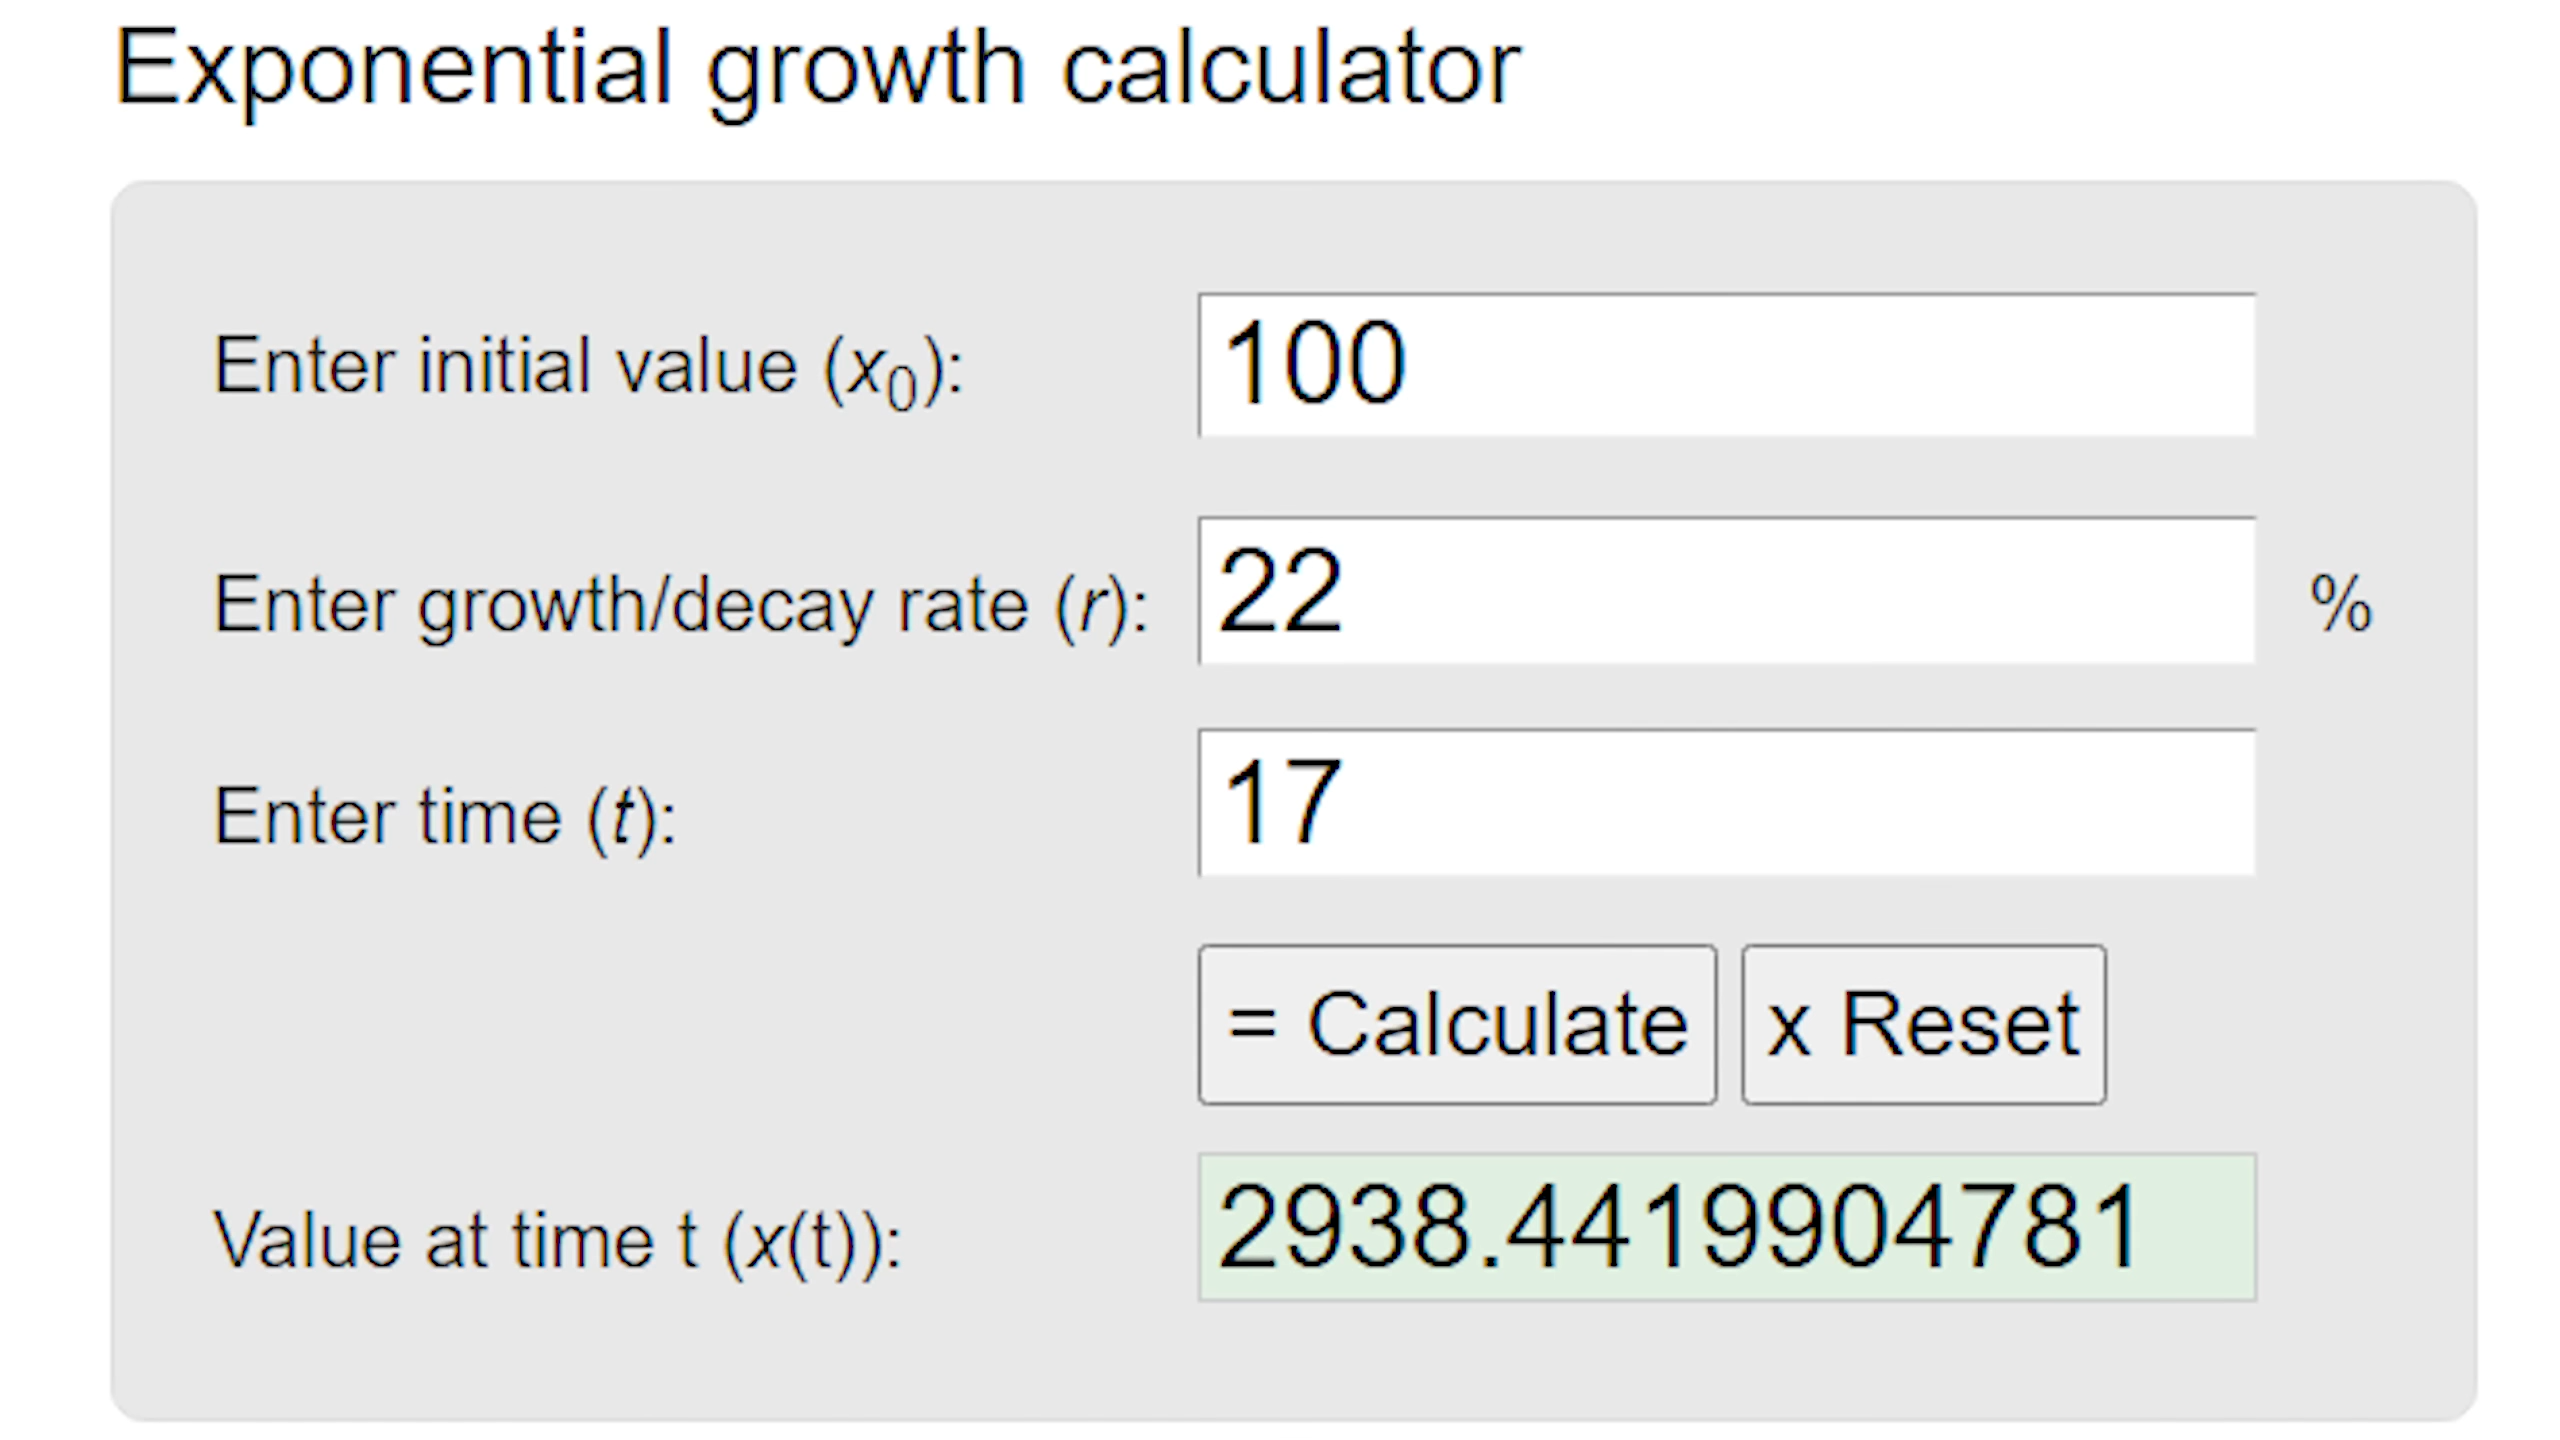 Exponential growth calculator
Enter initial value (x₀): 100
Enter growth/decay rate (r): 22 %
Enter time (t): 17
= Calculate x Reset
Value at time t (x(t)): 2938.4419904781